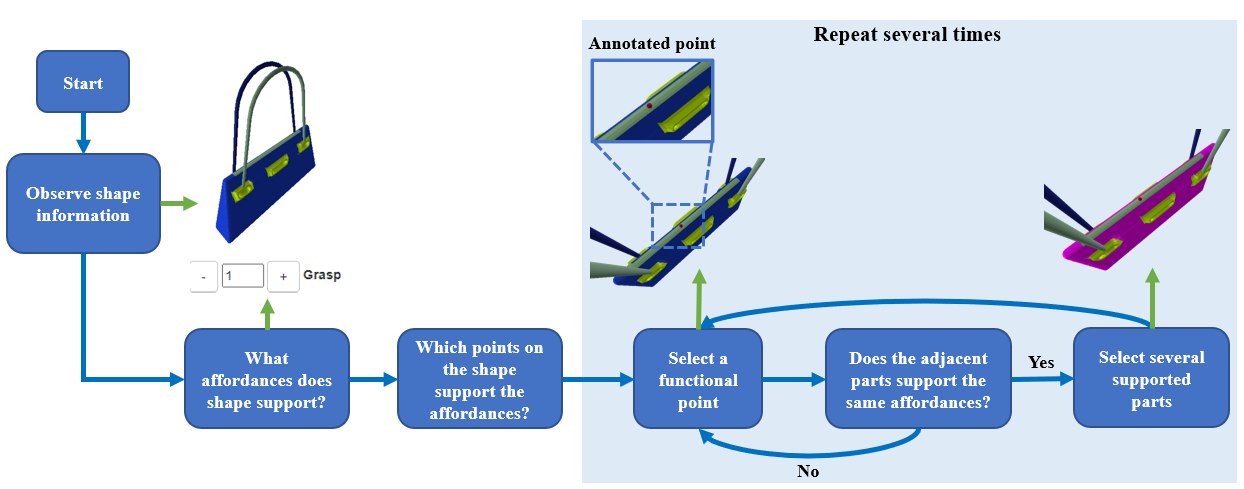 Start
Observe shape
information
- 1 + Grasp
What
affordances does
shape support?
Which points on
the shape
support the
affordances?
Repeat several times
Annotated point
Select a
functional
point
Does the adjacent
parts support the
same affordances?
Yes
No
Select several
supported
parts